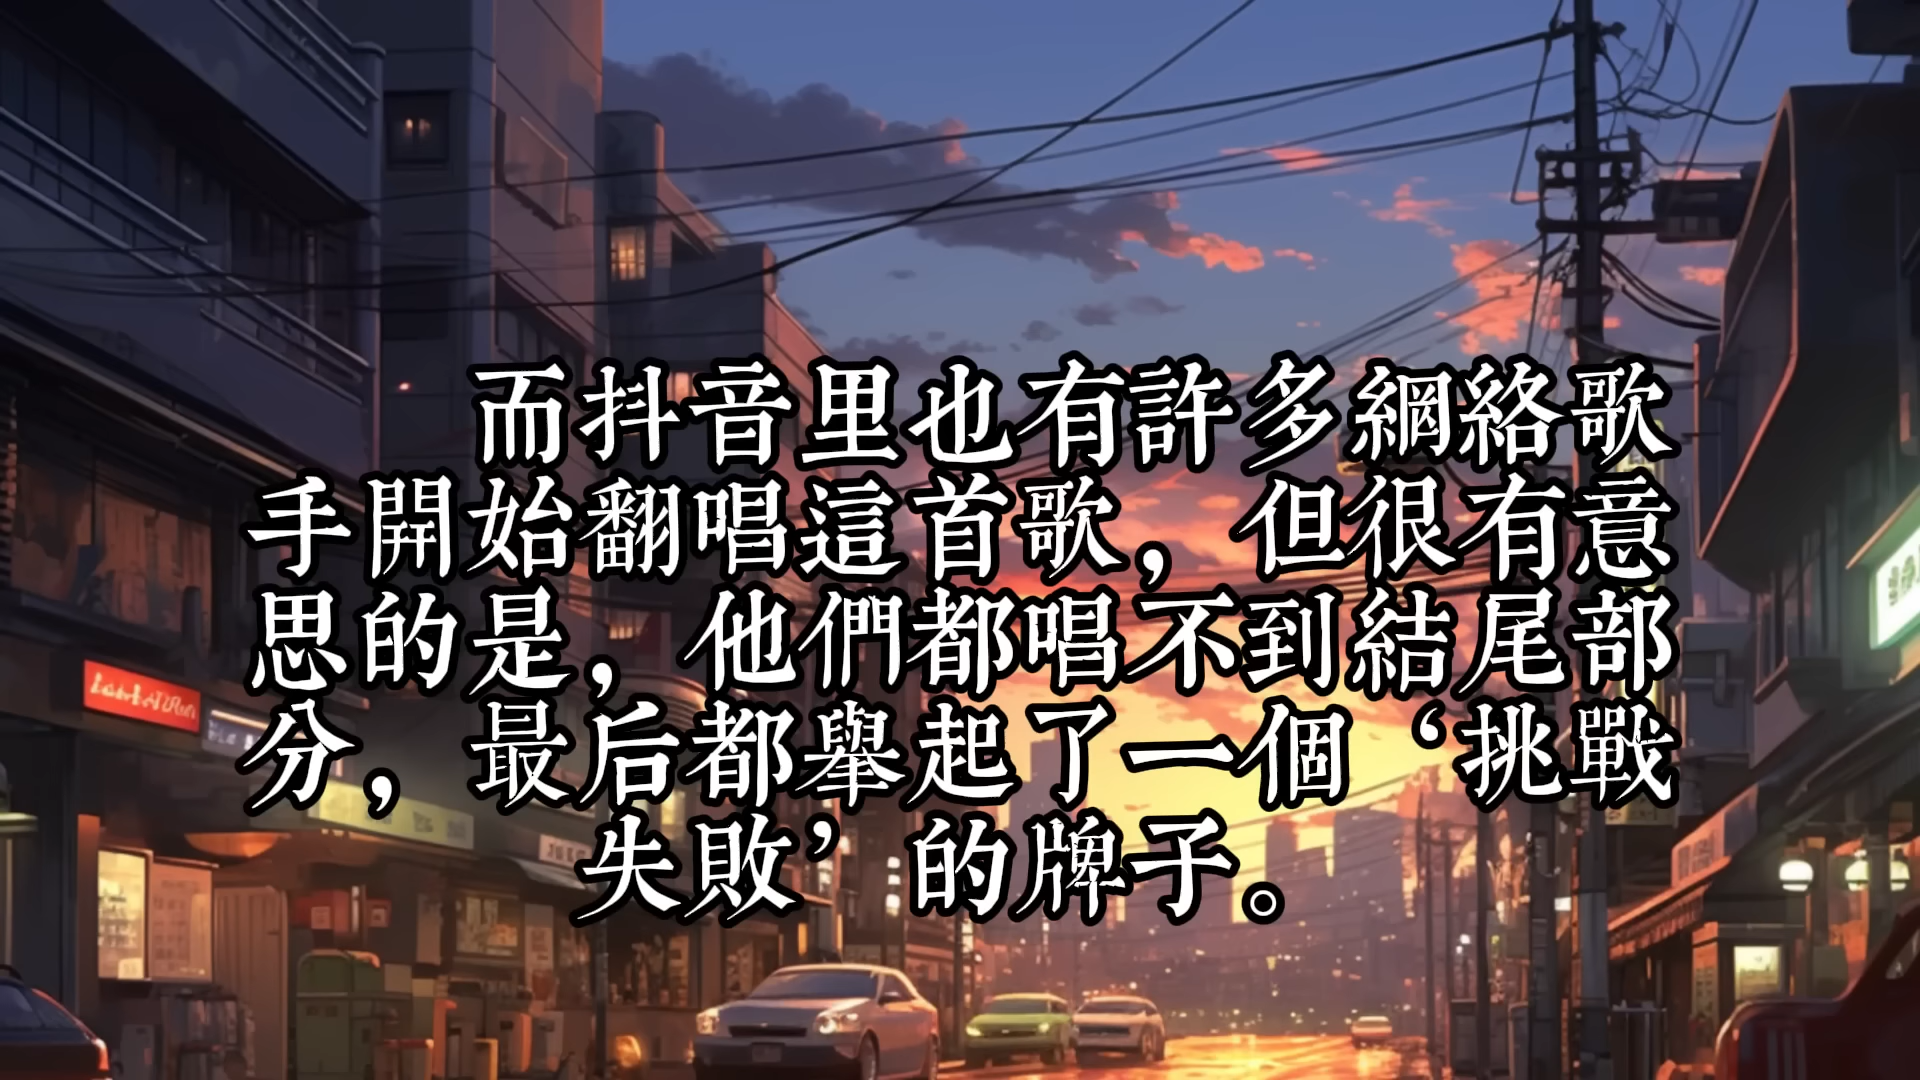 而抖音里也有許多網絡歌
手開始翻唱這首歌，但很有意
思的是，他們都唱不到結尾部
分，最后都舉起了一個‘挑戰
失敗’的牌子。